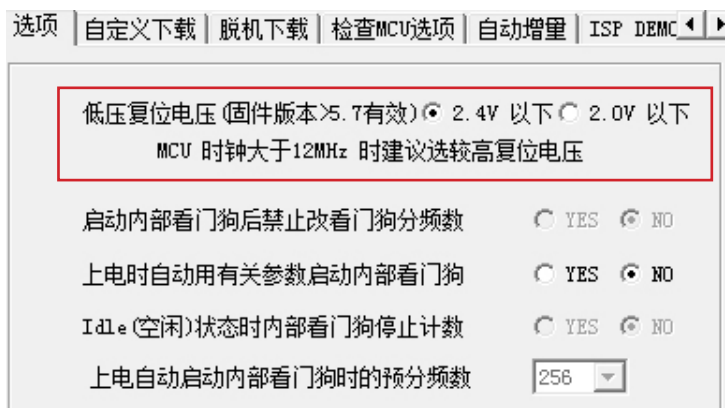 选项 自定义下载 脱机下载 检查MCU选项 自动增量 ISP DEMO
低压复位电压(固件版本>5.7有效) 2.4V 以下 2.0V 以下
MCU 时钟大于12MHz 时建议选较高复位电压
启动内部看门狗后禁止改看门狗分频数 YES NO
上电时自动用有关参数启动内部看门狗 YES NO
Idle(空闲)状态时内部看门狗停止计数 YES NO
上电自动启动内部看门狗时的预分频数 256